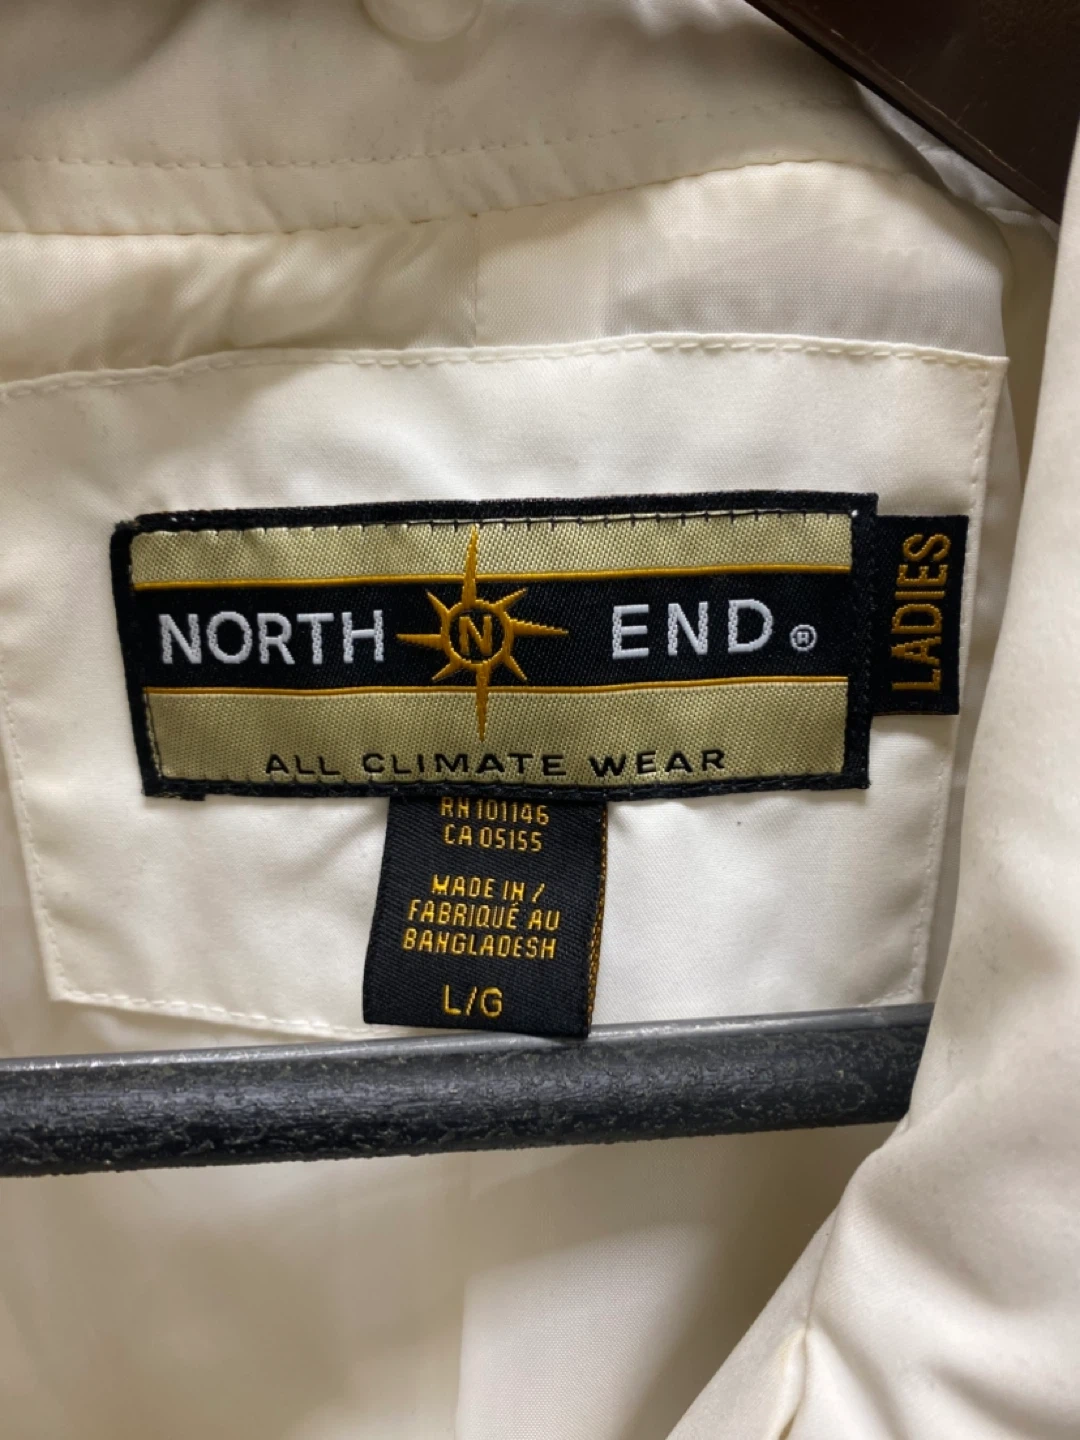 NORTH N END ®
LADIES
ALL CLIMATE WEAR
RN 101146
CA 05155
MADE IN /
FABRIQUÉ AU
BANGLADESH
L/G